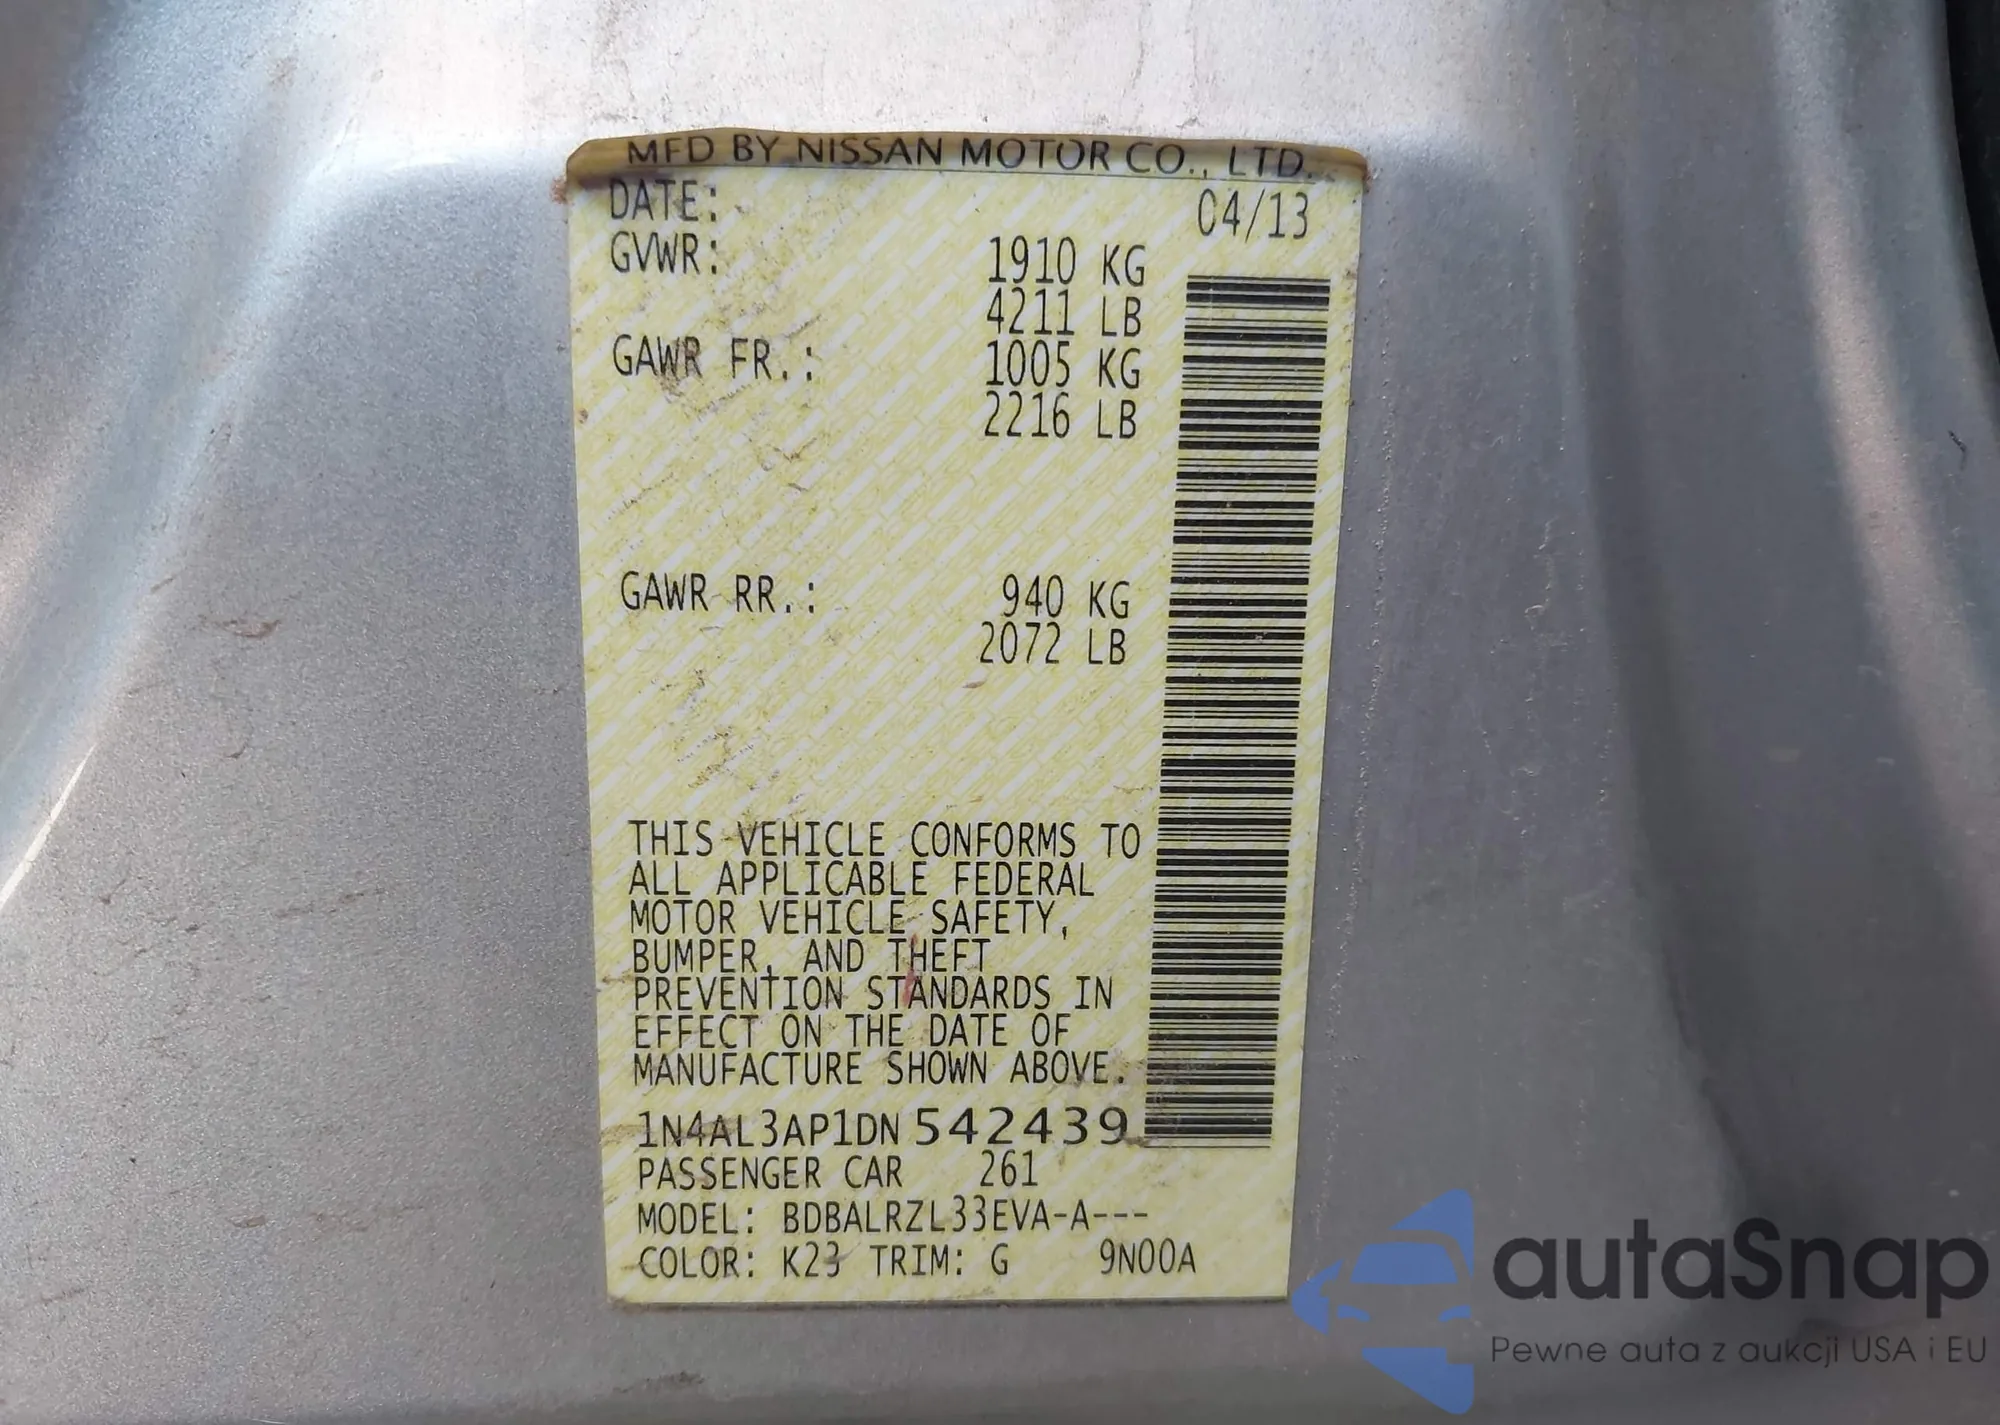 MFD BY NISSAN MOTOR CO., LTD.
DATE: 04/13
GVWR: 1910 KG
4211 LB
GAWR FR.: 1005 KG
2216 LB
GAWR RR.: 940 KG
2072 LB
THIS VEHICLE CONFORMS TO
ALL APPLICABLE FEDERAL
MOTOR VEHICLE SAFETY,
BUMPER, AND THEFT
PREVENTION STANDARDS IN
EFFECT ON THE DATE OF
MANUFACTURE SHOWN ABOVE.
1N4AL3AP1DN542439
PASSENGER CAR 261
MODEL: BDBALRZL33EVA-A---
COLOR: K23 TRIM: G 9N00A
autaSnap
Pewne auta z aukcji USA i EU